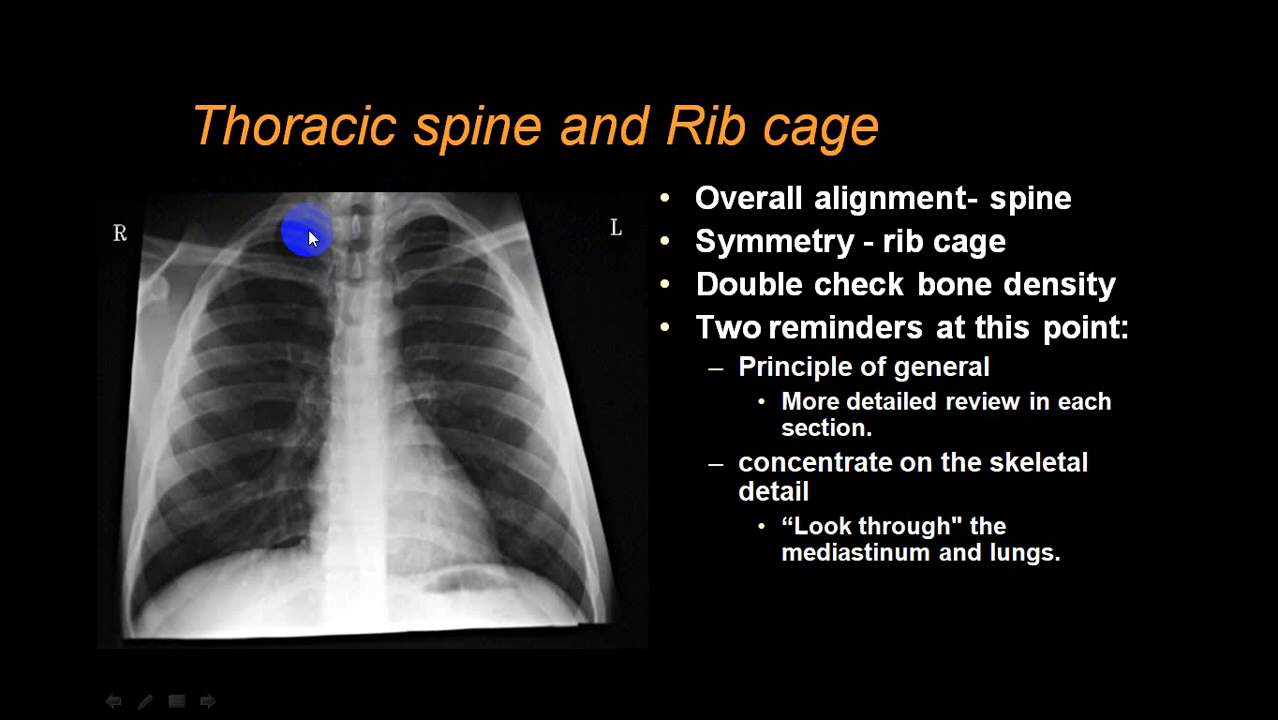 Thoracic spine and Rib cage
R
L
• Overall alignment- spine
• Symmetry - rib cage
• Double check bone density
• Two reminders at this point:
– Principle of general
• More detailed review in each
section.
– concentrate on the skeletal
detail
• “Look through" the
mediastinum and lungs.